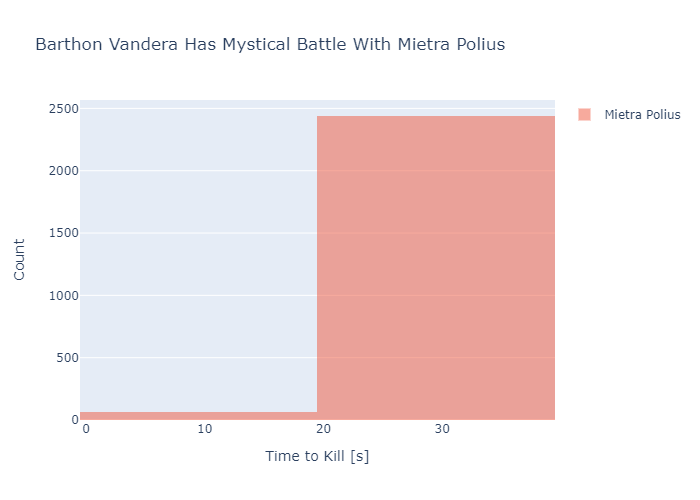 Barthon Vandera Has Mystical Battle With Mietra Polius
2500
2000
1500
1000
500
0
Count
0 10 20 30
Time to Kill [s]
Mietra Polius